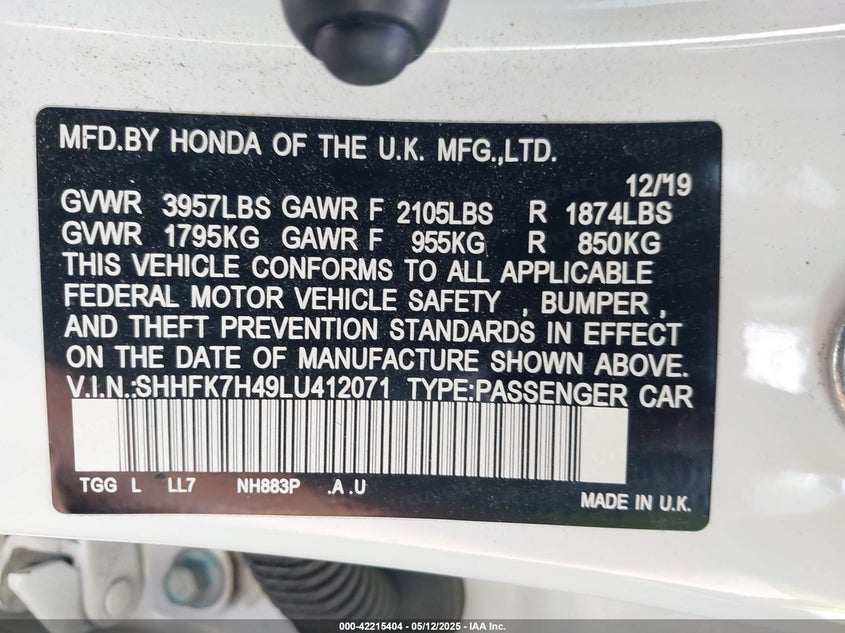 MFD.BY HONDA OF THE U.K. MFG.,LTD.
12/'19
GVWR 3957LBS GAWR F 2105LBS R 1874LBS
GVWR 1795KG GAWR F 955KG R 850KG
THIS VEHICLE CONFORMS TO ALL APPLICABLE
FEDERAL MOTOR VEHICLE SAFETY , BUMPER ,
AND THEFT PREVENTION STANDARDS IN EFFECT
ON THE DATE OF MANUFACTURE SHOWN ABOVE.
V.I.N.:SHHFK7H49LU412071 TYPE:PASSENGER CAR
TGG L LL7 NH883P .A .U
MADE IN U.K.
000-42215404 - 05/12/2025 - IAA Inc.